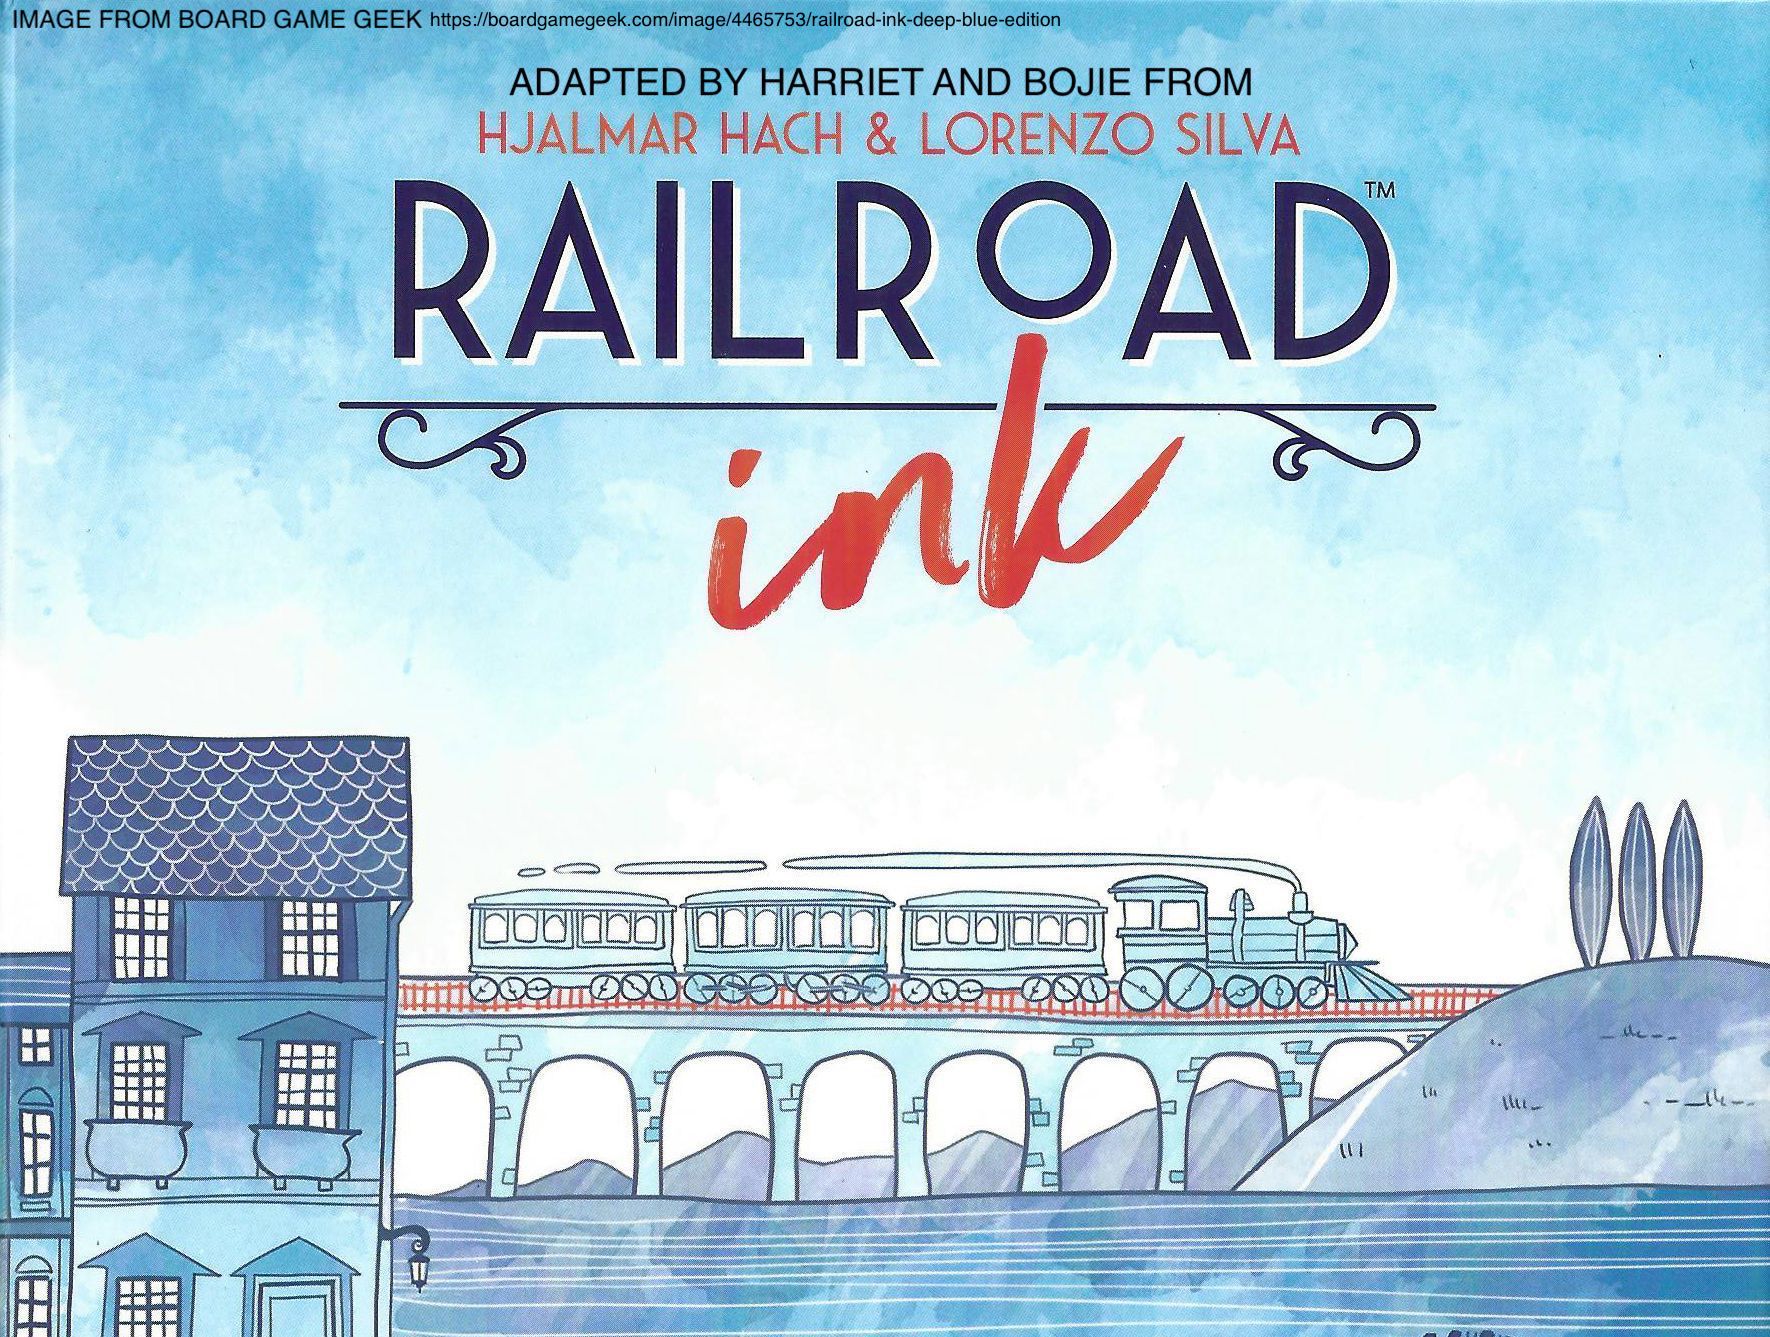 IMAGE FROM BOARD GAME GEEK https://boardgamegeek.com/image/4465753/railroad-ink-deep-blue-edition
ADAPTED BY HARRIET AND BOJIE FROM
HJALMAR HACH & LORENZO SILVA
RAILROAD™
ink